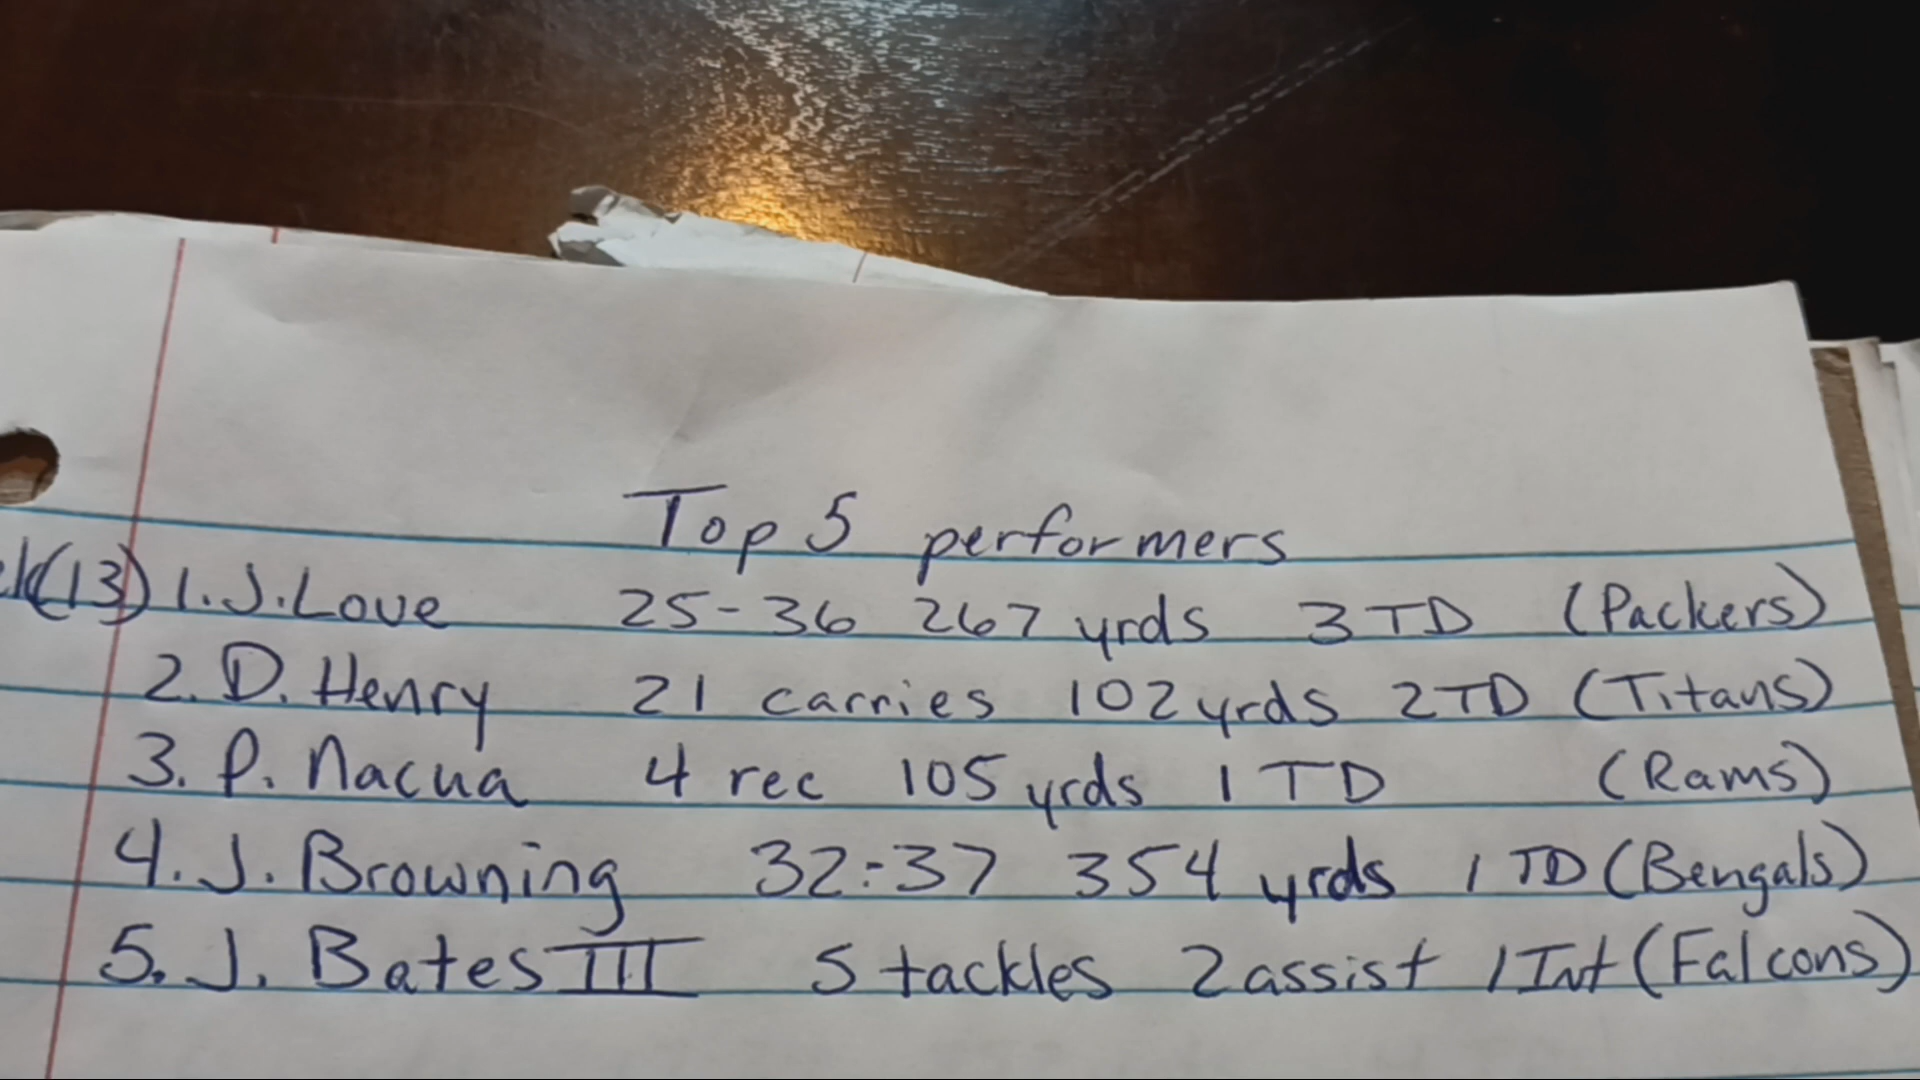 Top 5 performers
(13) 1. J. Love 25-36 267 yrds 3 TD (Packers)
2. D. Henry 21 carries 102 yrds 2 TD (Titans)
3. P. Nacua 4 rec 105 yrds 1 TD (Rams)
4. J. Browning 32-37 354 yrds 1 TD (Bengals)
5. J. Bates III 5 tackles 2 assist 1 Int (Falcons)